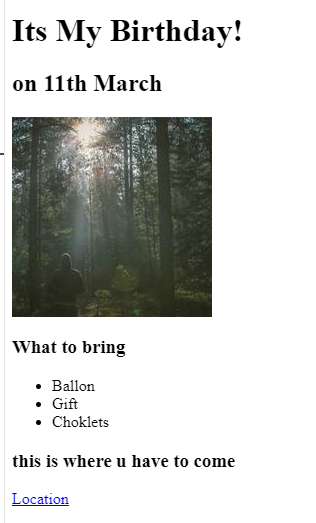 Its My Birthday!
on 11th March
What to bring
Ballon
Gift
Choklets
this is where u have to come
Location